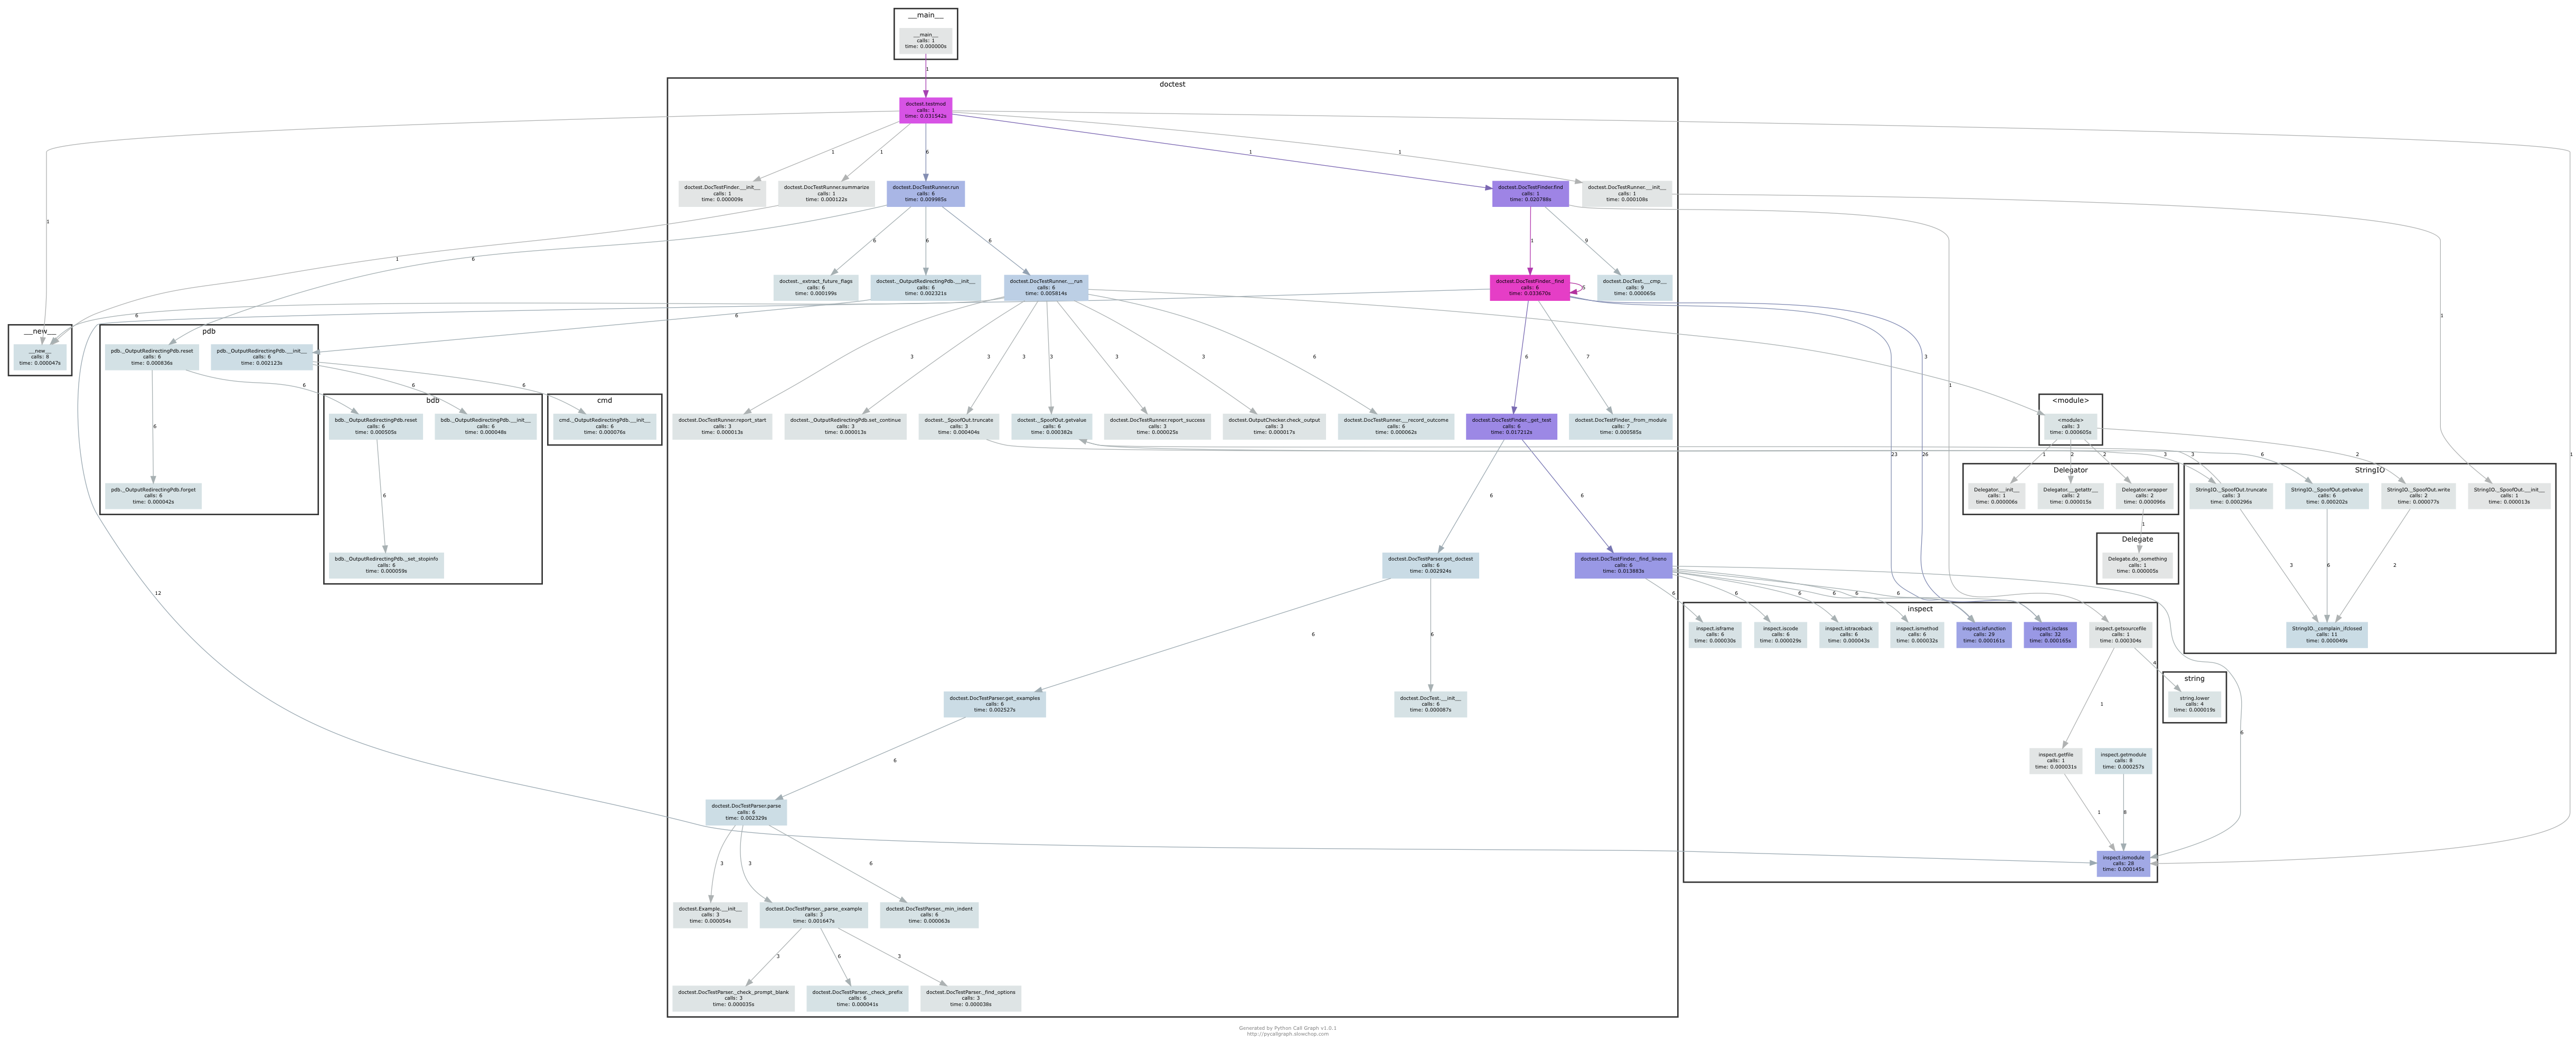 __main__
__main__
calls: 1
time: 0.000000s
1
doctest
doctest.testmod
calls: 1
time: 0.031542s
1
1
6
1
1
doctest.DocTestFinder.__init__
calls: 1
time: 0.000009s
doctest.DocTestRunner.summarize
calls: 1
time: 0.000122s
doctest.DocTestRunner.run
calls: 6
time: 0.009985s
doctest.DocTestFinder.find
calls: 1
time: 0.020788s
doctest.DocTestRunner.__init__
calls: 1
time: 0.000108s
1
6
6
6
1
9
1
6
doctest._extract_future_flags
calls: 6
time: 0.000199s
doctest._OutputRedirectingPdb.__init__
calls: 6
time: 0.002321s
doctest.DocTestRunner.__run
calls: 6
time: 0.005814s
doctest.DocTestFinder._find
calls: 6
time: 0.033670s
5
doctest.DocTest.__cmp__
calls: 9
time: 0.000065s
6
6
1
__new__
__new__
calls: 8
time: 0.000047s
pdb
pdb._OutputRedirectingPdb.reset
calls: 6
time: 0.000836s
pdb._OutputRedirectingPdb.__init__
calls: 6
time: 0.002123s
3
3
3
3
3
3
6
6
7
3
6
6
6
1
bdb
cmd
<module>
bdb._OutputRedirectingPdb.reset
calls: 6
time: 0.000505s
bdb._OutputRedirectingPdb.__init__
calls: 6
time: 0.000048s
cmd._OutputRedirectingPdb.__init__
calls: 6
time: 0.000076s
doctest.DocTestRunner.report_start
calls: 3
time: 0.000013s
doctest._OutputRedirectingPdb.set_continue
calls: 3
time: 0.000013s
doctest._SpoofOut.truncate
calls: 3
time: 0.000404s
doctest._SpoofOut.getvalue
calls: 6
time: 0.000382s
doctest.DocTestRunner.report_success
calls: 3
time: 0.000025s
doctest.OutputChecker.check_output
calls: 3
time: 0.000017s
doctest.DocTestRunner.__record_outcome
calls: 6
time: 0.000062s
doctest.DocTestFinder._get_test
calls: 6
time: 0.017212s
doctest.DocTestFinder._from_module
calls: 7
time: 0.000585s
<module>
calls: 3
time: 0.000605s
6
23
26
1
2
2
3
3
6
2
1
Delegator
StringIO
pdb._OutputRedirectingPdb.forget
calls: 6
time: 0.000042s
6
6
6
Delegator.__init__
calls: 1
time: 0.000006s
Delegator.__getattr__
calls: 2
time: 0.000015s
Delegator.wrapper
calls: 2
time: 0.000096s
StringIO._SpoofOut.truncate
calls: 3
time: 0.000296s
StringIO._SpoofOut.getvalue
calls: 6
time: 0.000202s
StringIO._SpoofOut.write
calls: 2
time: 0.000077s
StringIO._SpoofOut.__init__
calls: 1
time: 0.000013s
1
Delegate
bdb._OutputRedirectingPdb._set_stopinfo
calls: 6
time: 0.000059s
doctest.DocTestParser.get_doctest
calls: 6
time: 0.002924s
doctest.DocTestFinder._find_lineno
calls: 6
time: 0.013883s
Delegate.do_something
calls: 1
time: 0.000005s
3
6
2
12
6
6
6
6
6
6
inspect
6
6
inspect.isframe
calls: 6
time: 0.000030s
inspect.iscode
calls: 6
time: 0.000029s
inspect.istraceback
calls: 6
time: 0.000043s
inspect.ismethod
calls: 6
time: 0.000032s
inspect.isfunction
calls: 29
time: 0.000161s
inspect.isclass
calls: 32
time: 0.000165s
inspect.getsourcefile
calls: 1
time: 0.000304s
StringIO._complain_ifclosed
calls: 11
time: 0.000049s
4
string
doctest.DocTestParser.get_examples
calls: 6
time: 0.002527s
doctest.DocTest.__init__
calls: 6
time: 0.000087s
string.lower
calls: 4
time: 0.000019s
1
6
6
inspect.getfile
calls: 1
time: 0.000031s
inspect.getmodule
calls: 8
time: 0.000257s
doctest.DocTestParser.parse
calls: 6
time: 0.002329s
1
8
3
3
6
inspect.ismodule
calls: 28
time: 0.000145s
doctest.Example.__init__
calls: 3
time: 0.000054s
doctest.DocTestParser._parse_example
calls: 3
time: 0.001647s
doctest.DocTestParser._min_indent
calls: 6
time: 0.000063s
3
6
3
doctest.DocTestParser._check_prompt_blank
calls: 3
time: 0.000035s
doctest.DocTestParser._check_prefix
calls: 6
time: 0.000041s
doctest.DocTestParser._find_options
calls: 3
time: 0.000038s
Generated by Python Call Graph v1.0.1
http://pycallgraph.slowchop.com